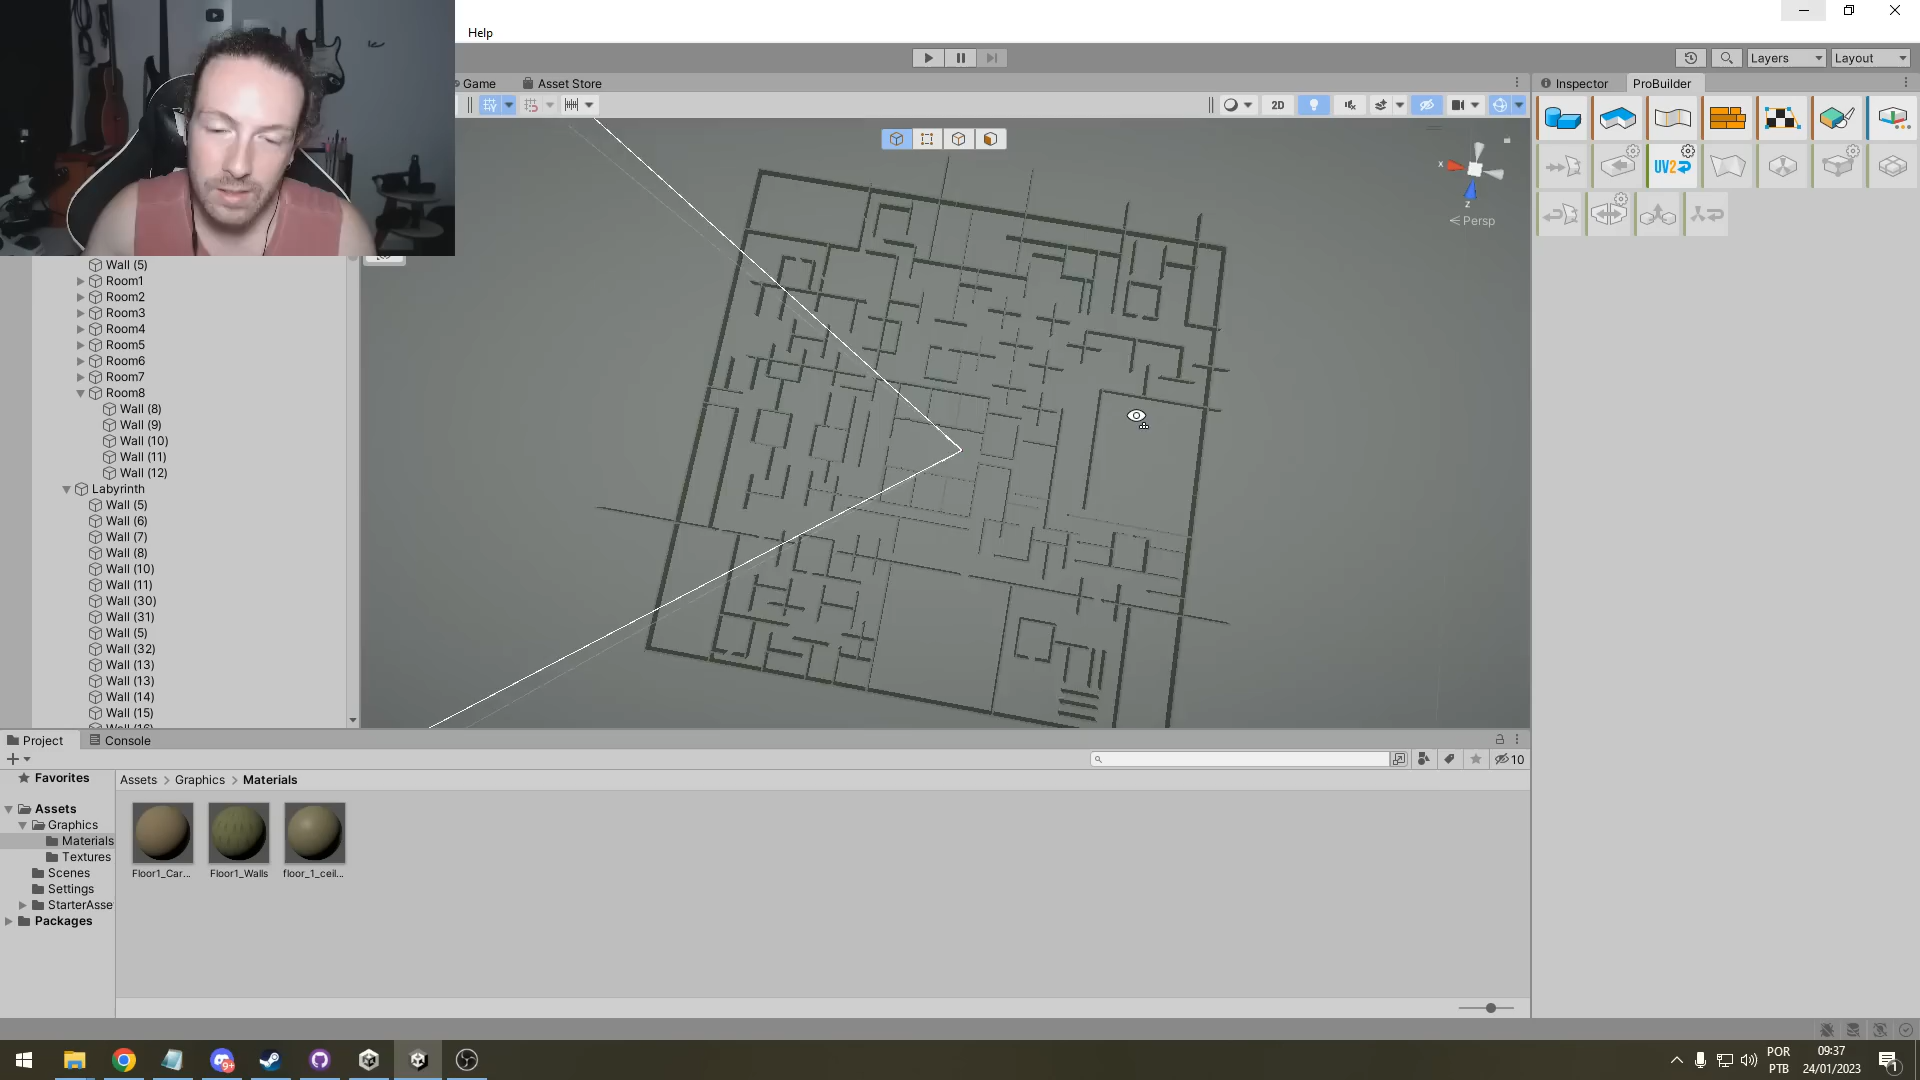 Help
Layers
Layout
Game
Asset Store
Inspector
ProBuilder
2D
UV2
x
z
Persp
Wall (5)
Room1
Room2
Room3
Room4
Room5
Room6
Room7
Room8
Wall (8)
Wall (9)
Wall (10)
Wall (11)
Wall (12)
Labyrinth
Wall (5)
Wall (6)
Wall (7)
Wall (8)
Wall (10)
Wall (11)
Wall (30)
Wall (31)
Wall (5)
Wall (32)
Wall (13)
Wall (13)
Wall (14)
Wall (15)
Project
Console
10
Favorites
Assets > Graphics > Materials
Assets
Graphics
Materials
Textures
Scenes
Settings
StarterAsse
Packages
Floor1_Car...
Floor1_Walls
floor_1_ceil...
9+
POR
PTB
09:37
24/01/2023
1